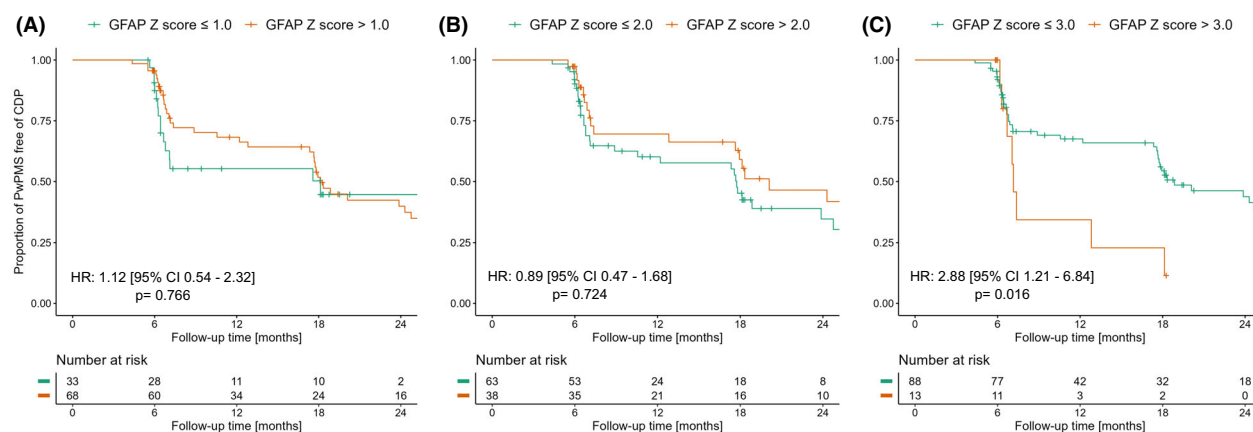 (A) GFAP Z score ≤ 1.0 GFAP Z score > 1.0
Proportion of PwPMS free of CDP
1.00
0.75
0.50
0.25
0.00
HR: 1.12 [95% CI 0.54 - 2.32]
p= 0.766
0 6 12 18 24
Follow-up time [months]
Number at risk
33 28 11 10 2
68 60 34 24 16
0 6 12 18 24
Follow-up time [months]
(B) GFAP Z score ≤ 2.0 GFAP Z score > 2.0
1.00
0.75
0.50
0.25
0.00
HR: 0.89 [95% CI 0.47 - 1.68]
p= 0.724
0 6 12 18 24
Follow-up time [months]
Number at risk
63 53 24 18 8
38 35 21 16 10
0 6 12 18 24
Follow-up time [months]
(C) GFAP Z score ≤ 3.0 GFAP Z score > 3.0
1.00
0.75
0.50
0.25
0.00
HR: 2.88 [95% CI 1.21 - 6.84]
p= 0.016
0 6 12 18 24
Follow-up time [months]
Number at risk
88 77 42 32 18
13 11 3 2 0
0 6 12 18 24
Follow-up time [months]